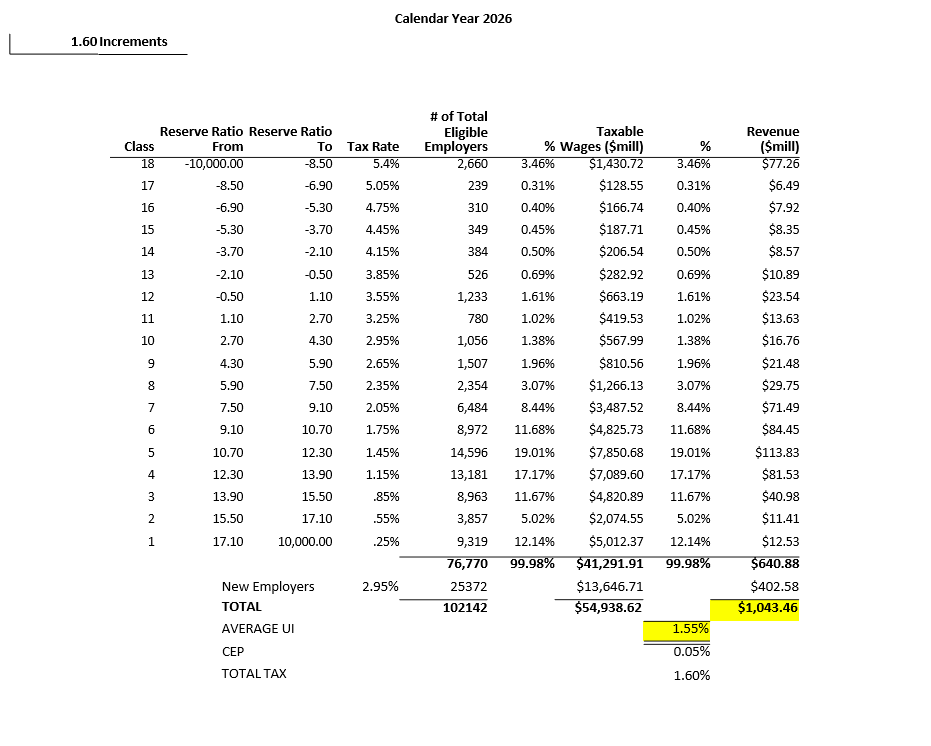 Calendar Year 2026
1.60 Increments
# of Total
Reserve Ratio Reserve Ratio Eligible Taxable Revenue
Class From To Tax Rate Employers % Wages ($mill) % ($mill)
18 -10,000.00 -8.50 5.4% 2,660 3.46% $1,430.72 3.46% $77.26
17 -8.50 -6.90 5.05% 239 0.31% $128.55 0.31% $6.49
16 -6.90 -5.30 4.75% 310 0.40% $166.74 0.40% $7.92
15 -5.30 -3.70 4.45% 349 0.45% $187.71 0.45% $8.35
14 -3.70 -2.10 4.15% 384 0.50% $206.54 0.50% $8.57
13 -2.10 -0.50 3.85% 526 0.69% $282.92 0.69% $10.89
12 -0.50 1.10 3.55% 1,233 1.61% $663.19 1.61% $23.54
11 1.10 2.70 3.25% 780 1.02% $419.53 1.02% $13.63
10 2.70 4.30 2.95% 1,056 1.38% $567.99 1.38% $16.76
9 4.30 5.90 2.65% 1,507 1.96% $810.56 1.96% $21.48
8 5.90 7.50 2.35% 2,354 3.07% $1,266.13 3.07% $29.75
7 7.50 9.10 2.05% 6,484 8.44% $3,487.52 8.44% $71.49
6 9.10 10.70 1.75% 8,972 11.68% $4,825.73 11.68% $84.45
5 10.70 12.30 1.45% 14,596 19.01% $7,850.68 19.01% $113.83
4 12.30 13.90 1.15% 13,181 17.17% $7,089.60 17.17% $81.53
3 13.90 15.50 .85% 8,963 11.67% $4,820.89 11.67% $40.98
2 15.50 17.10 .55% 3,857 5.02% $2,074.55 5.02% $11.41
1 17.10 10,000.00 .25% 9,319 12.14% $5,012.37 12.14% $12.53
76,770 99.98% $41,291.91 99.98% $640.88
New Employers 2.95% 25372 $13,646.71 $402.58
TOTAL 102142 $54,938.62 $1,043.46
AVERAGE UI 1.55%
CEP 0.05%
TOTAL TAX 1.60%